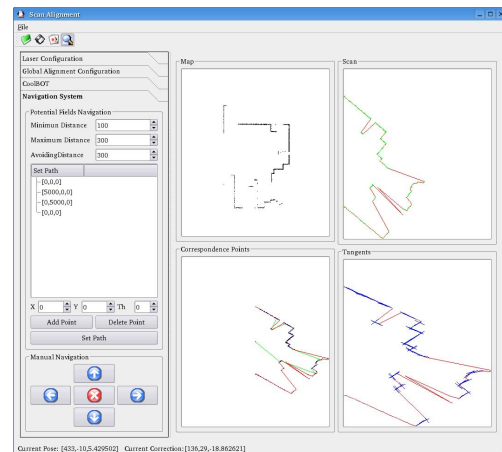 Scan Alignment
File
Laser Configuration
Global Alignment Configuration
CoolBOT
Navigation System
Potential Fields Navigation
Minimun Distance 100
Maximum Distance 300
AvoidingDistance 300
Set Path
[0,0,0]
[5000,0,0]
[0,5000,0]
[0,0,0]
X 0 Y 0 Th 0
Add Point Delete Point
Set Path
Manual Navigation
Map
Scan
Correspondence Points
Tangents
Current Pose: [433,-10,5.429502] Current Correction:[136,29,-18.862621]